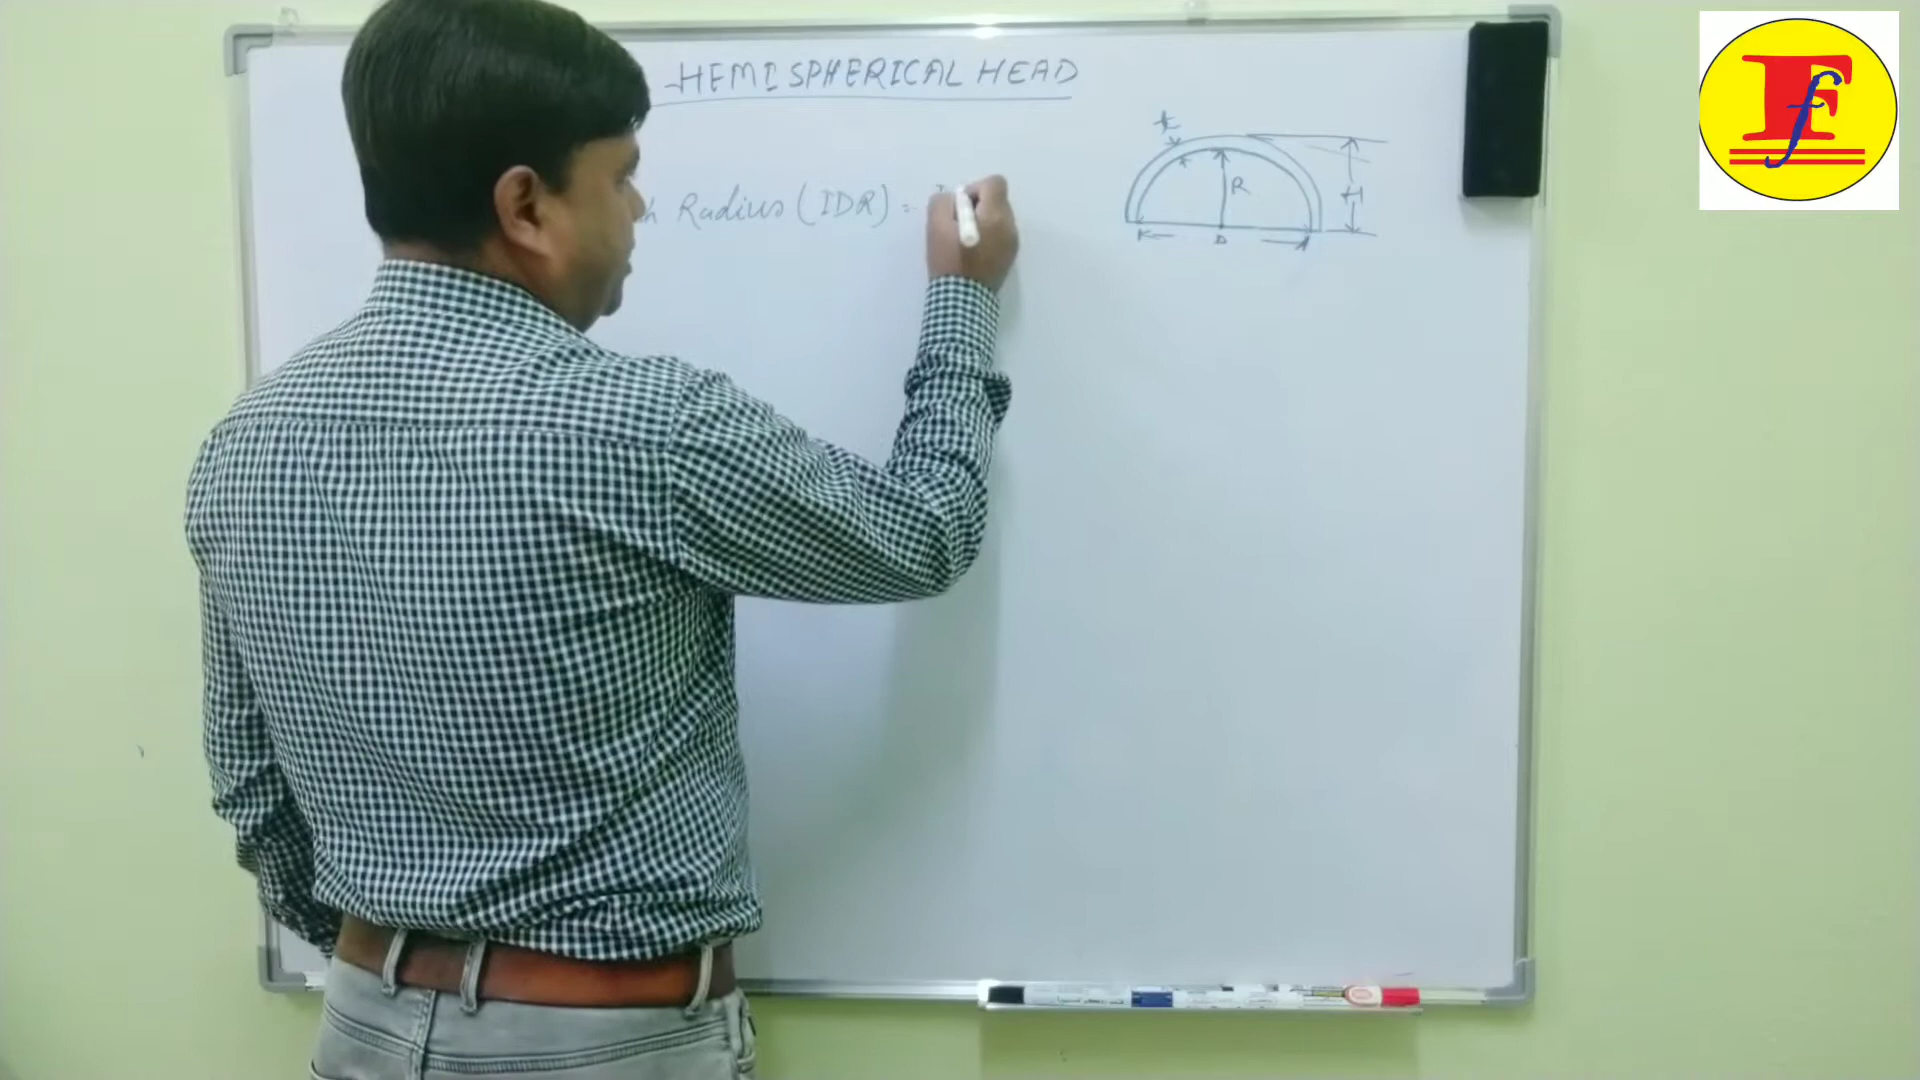 -HEMISPHERICAL HEAD
t
R
H
Radius (IDR) =
D
F
f